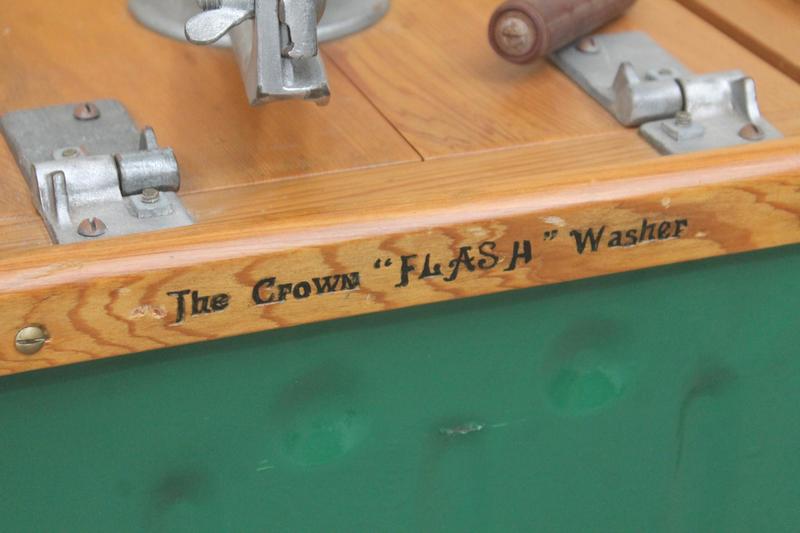 The Crown “FLASH” Washer